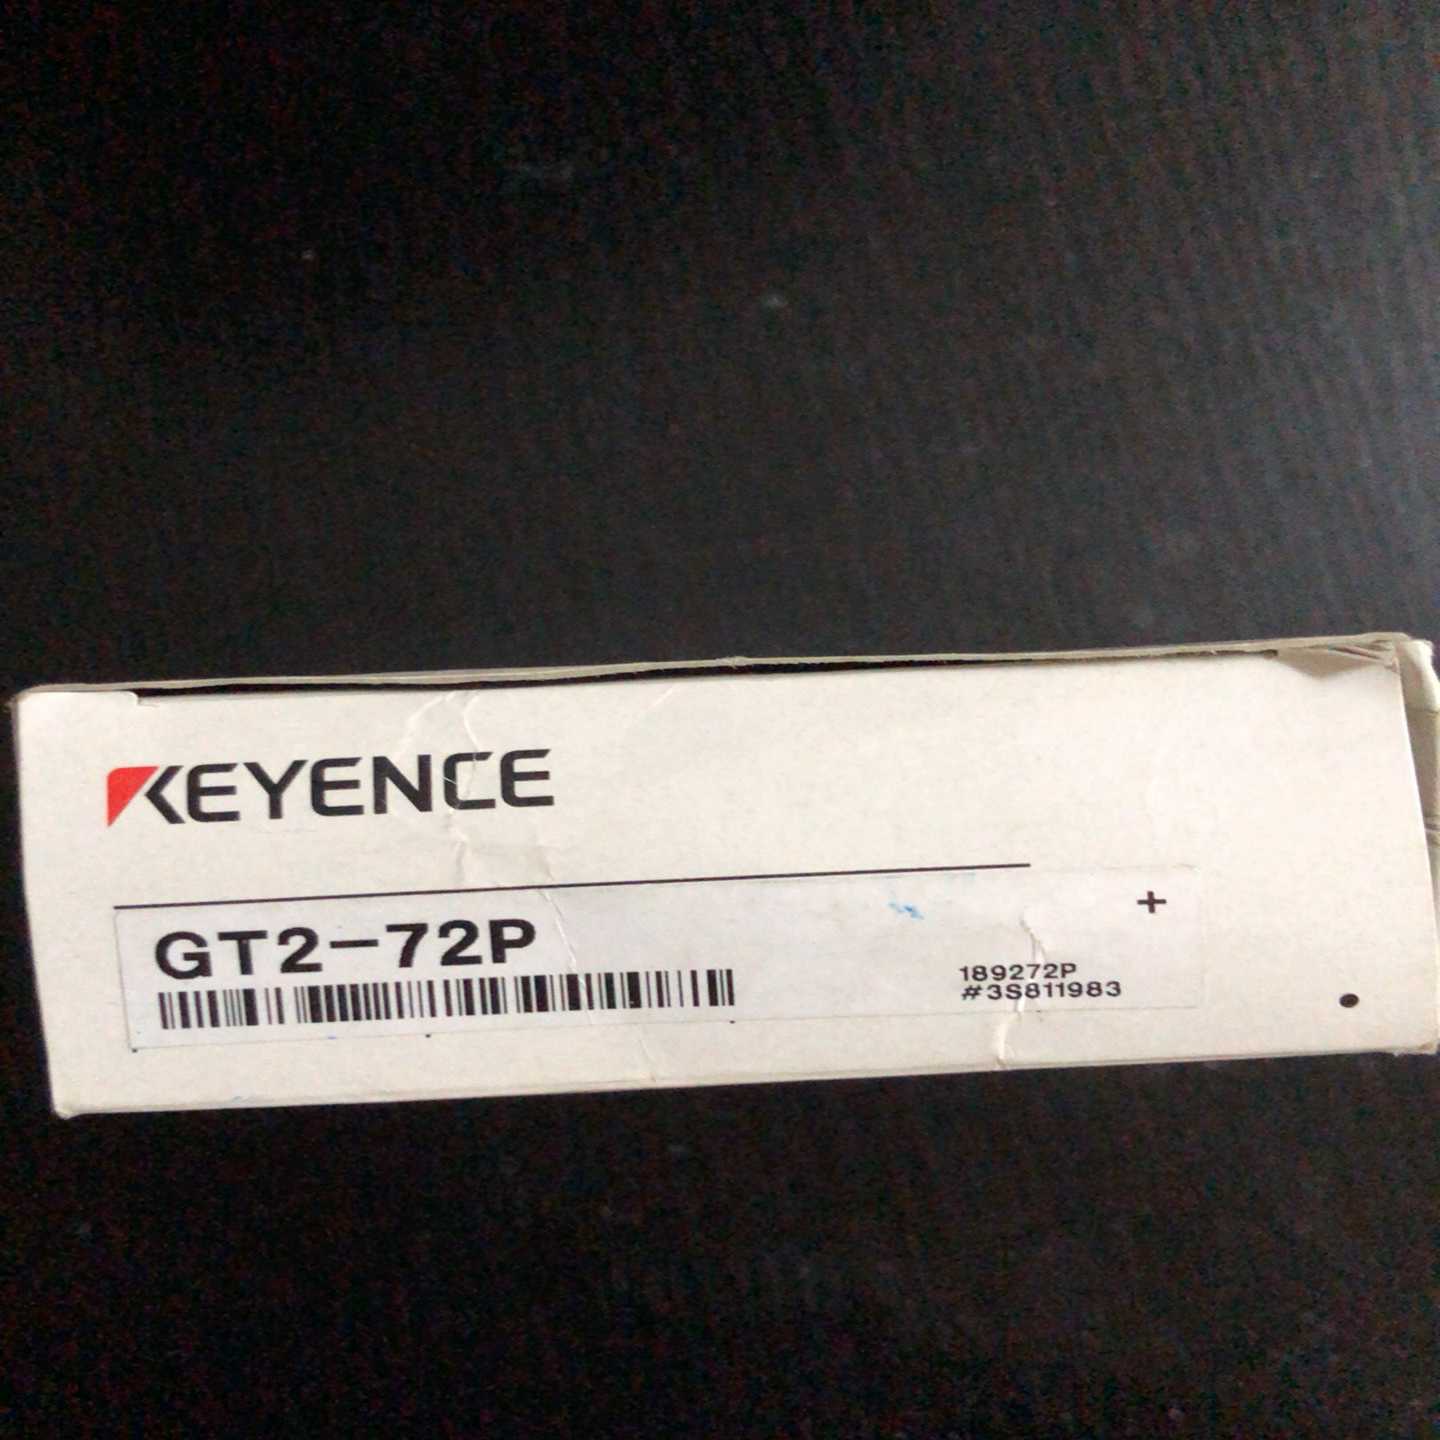 KEYENCE
GT2-72P
+
189272P
#3S811983